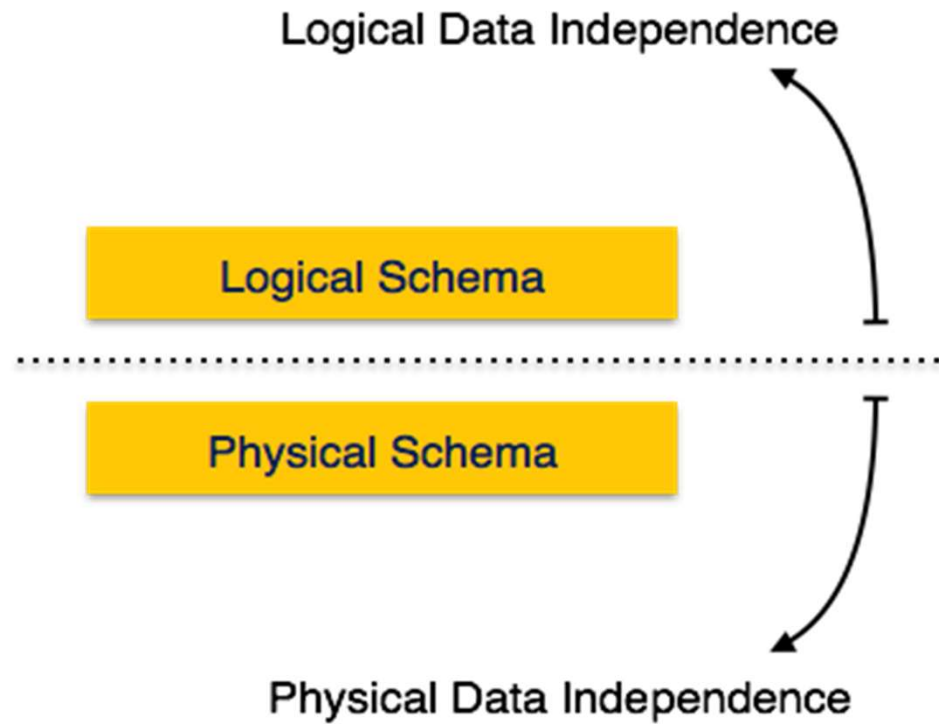 Logical Data Independence
Logical Schema
Physical Schema
Physical Data Independence